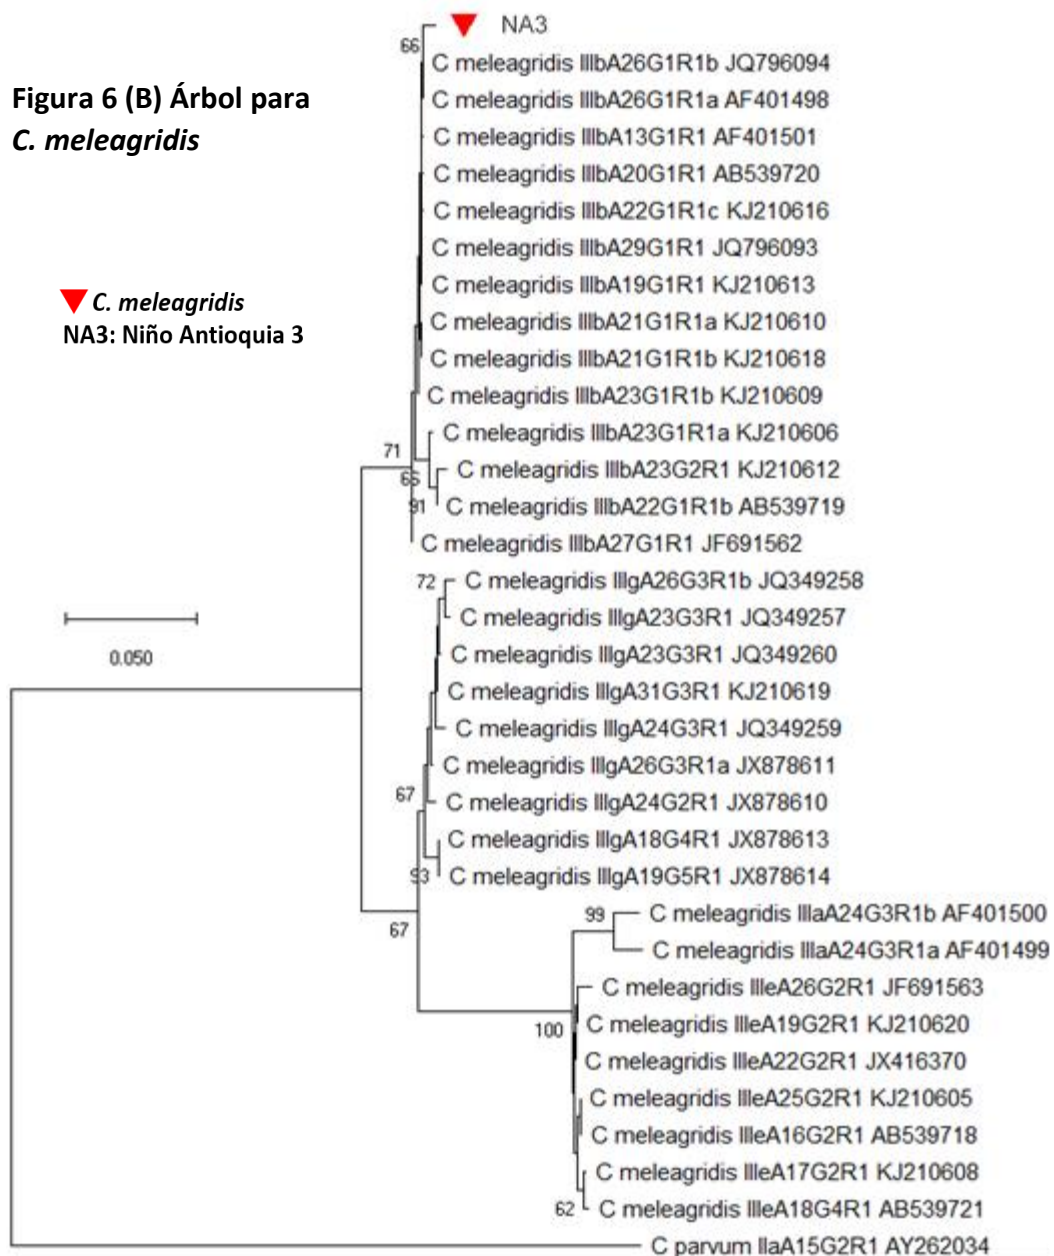 NA3
66
C meleagridis IIIbA26G1R1b JQ796094
Figura 6 (B) Árbol para
C. meleagridis
C meleagridis IIIbA26G1R1a AF401498
C meleagridis IIIbA13G1R1 AF401501
C meleagridis IIIbA20G1R1 AB539720
C meleagridis IIIbA22G1R1c KJ210616
C meleagridis IIIbA29G1R1 JQ796093
C meleagridis IIIbA19G1R1 KJ210613
C. meleagridis
NA3: Niño Antioquia 3
C meleagridis IIIbA21G1R1a KJ210610
C meleagridis IIIbA21G1R1b KJ210618
C meleagridis IIIbA23G1R1b KJ210609
C meleagridis IIIbA23G1R1a KJ210606
71
C meleagridis IIIbA23G2R1 KJ210612
65
C meleagridis IIIbA22G1R1b AB539719
91
C meleagridis IIIbA27G1R1 JF691562
72
C meleagridis IIIgA26G3R1b JQ349258
C meleagridis IIIgA23G3R1 JQ349257
0.050
C meleagridis IIIgA23G3R1 JQ349260
C meleagridis IIIgA31G3R1 KJ210619
C meleagridis IIIgA24G3R1 JQ349259
C meleagridis IIIgA26G3R1a JX878611
67
C meleagridis IIIgA24G2R1 JX878610
C meleagridis IIIgA18G4R1 JX878613
93
C meleagridis IIIgA19G5R1 JX878614
99
C meleagridis IIIaA24G3R1b AF401500
67
C meleagridis IIIaA24G3R1a AF401499
C meleagridis IIIeA26G2R1 JF691563
100
C meleagridis IIIeA19G2R1 KJ210620
C meleagridis IIIeA22G2R1 JX416370
C meleagridis IIIeA25G2R1 KJ210605
C meleagridis IIIeA16G2R1 AB539718
C meleagridis IIIeA17G2R1 KJ210608
62
C meleagridis IIIeA18G4R1 AB539721
C parvum IIaA15G2R1 AY262034